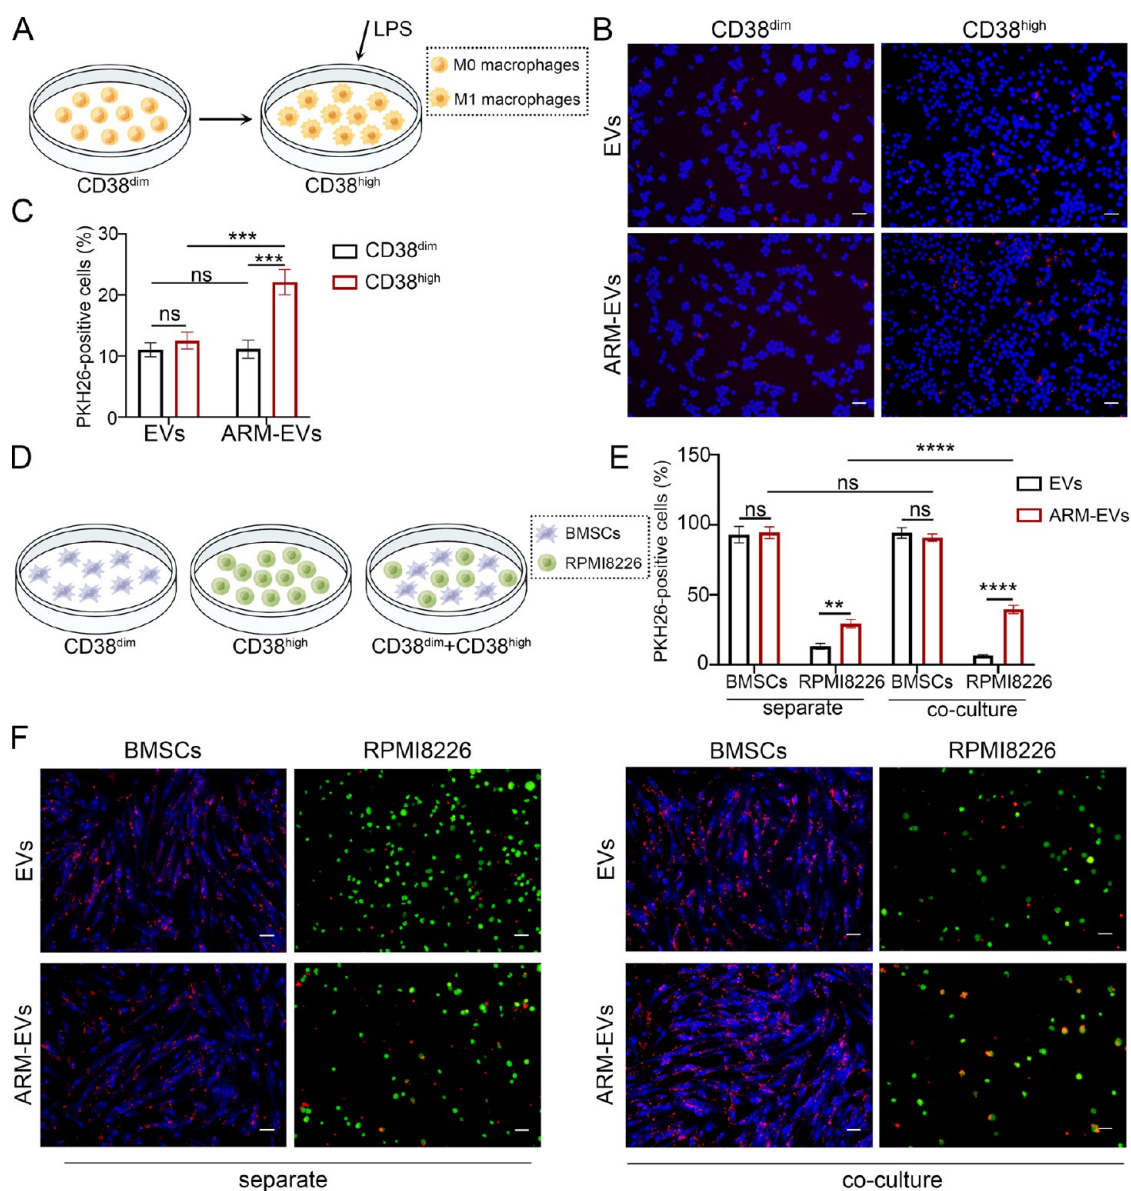 A
LPS
M0 macrophages
M1 macrophages
CD38dim
CD38high
B
CD38dim
CD38high
EVs
ARM-EVs
C
PKH26-positive cells (%)
30
20
10
0
***
***
ns
ns
CD38dim
CD38high
EVs
ARM-EVs
D
BMSCs
RPMI8226
CD38dim
CD38high
CD38dim+CD38high
E
PKH26-positive cells (%)
150
100
50
0
****
ns
ns
ns
**
****
EVs
ARM-EVs
BMSCs RPMI8226 BMSCs RPMI8226
separate
co-culture
F
BMSCs
RPMI8226
BMSCs
RPMI8226
EVs
EVs
ARM-EVs
ARM-EVs
separate
co-culture